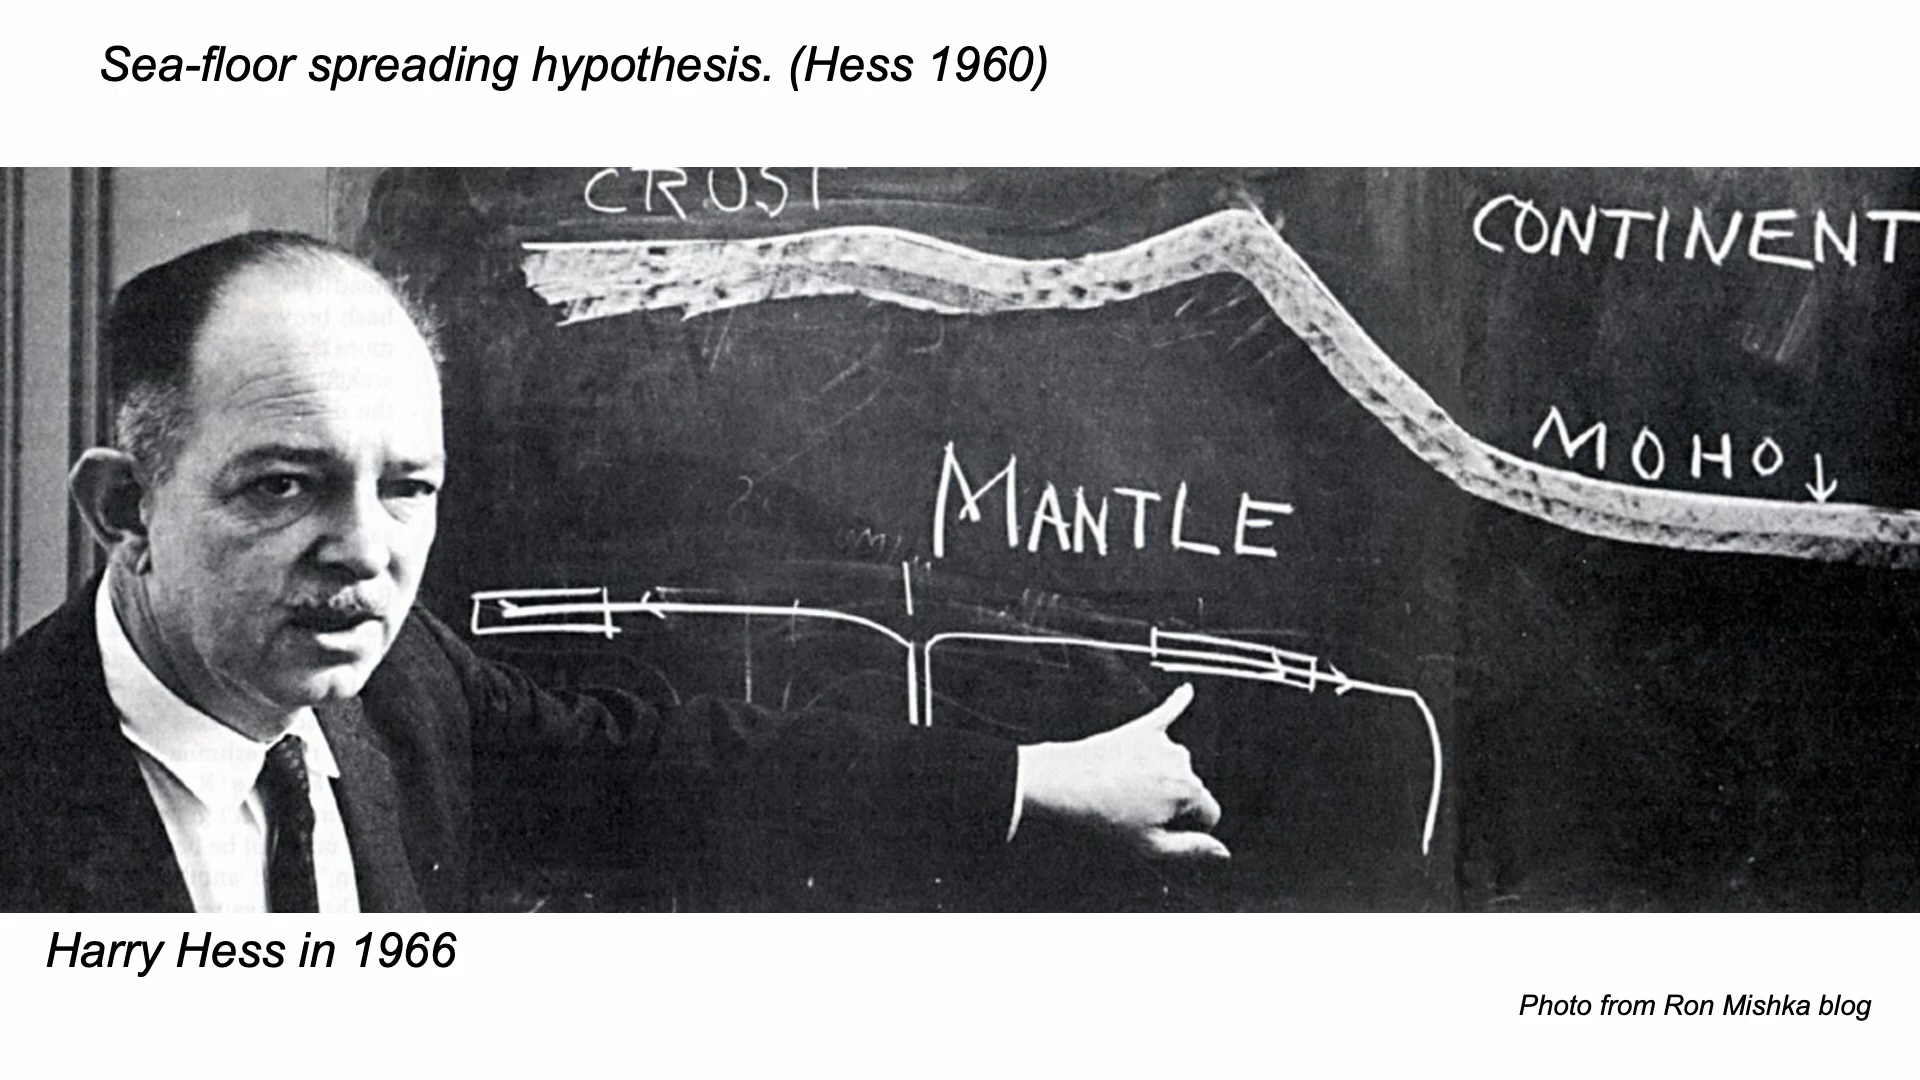 Sea-floor spreading hypothesis. (Hess 1960)
CRUST
CONTINENT
MOHO
MANTLE
Harry Hess in 1966
Photo from Ron Mishka blog